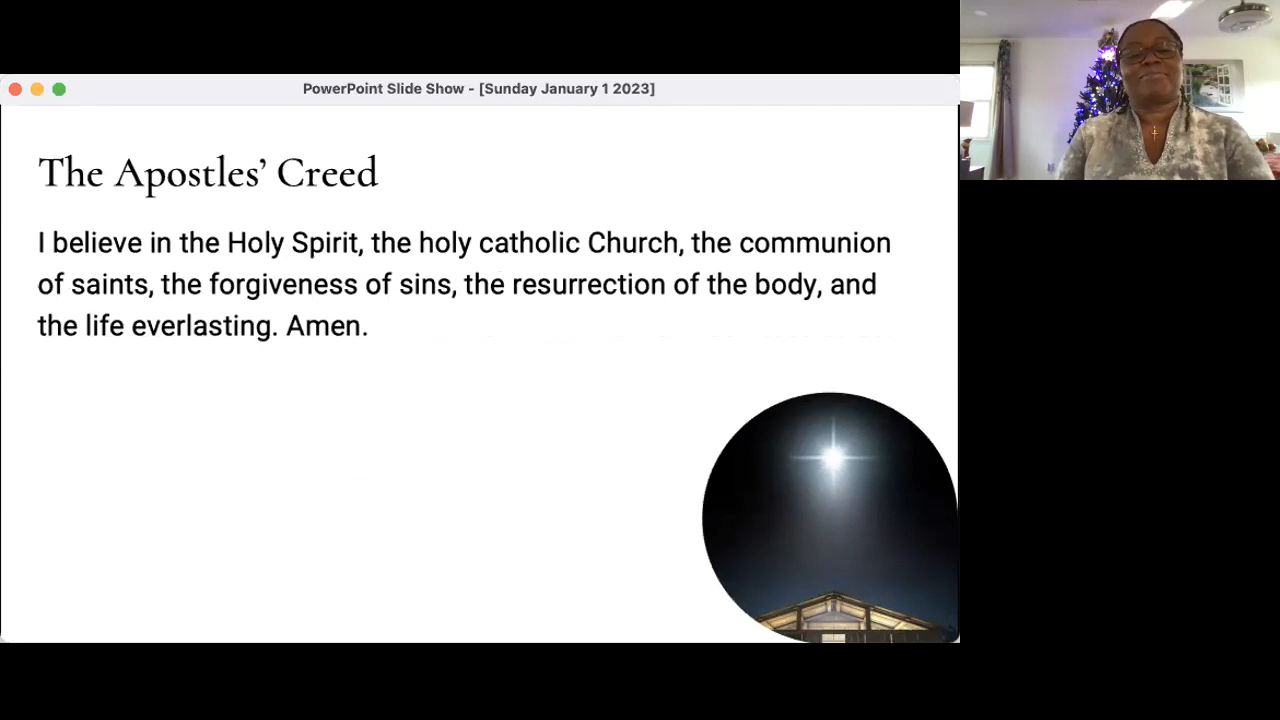 PowerPoint Slide Show - [Sunday January 1 2023]
The Apostles’ Creed
I believe in the Holy Spirit, the holy catholic Church, the communion
of saints, the forgiveness of sins, the resurrection of the body, and
the life everlasting. Amen.